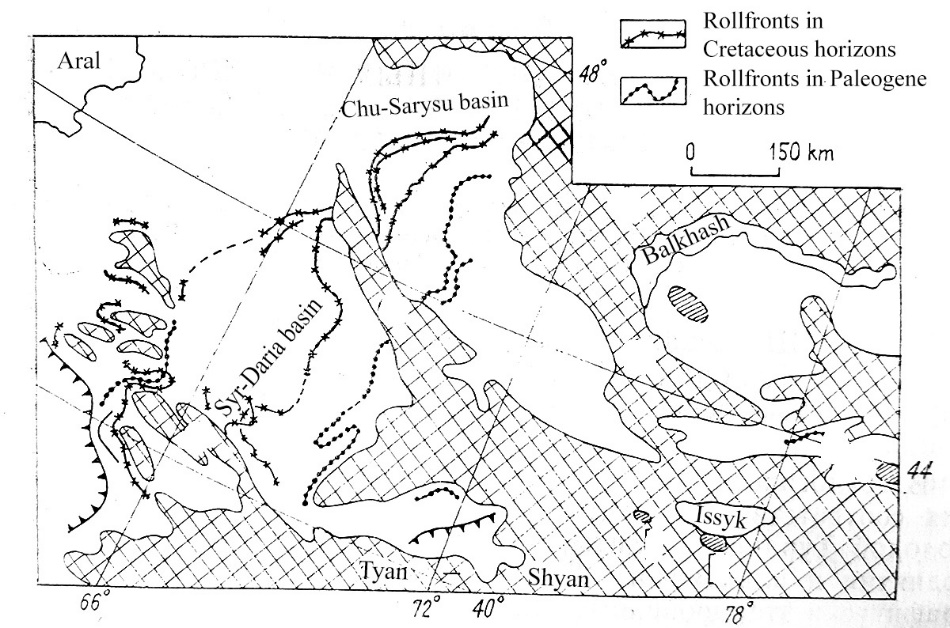 Rollfronts in
Cretaceous horizons
Rollfronts in Paleogene
horizons
0 150 km
Aral
48°
Chu-Sarysu basin
Balkhash
Syr-Daria basin
44
Issyk
Tyan Shyan
66° 72° 40° 78°